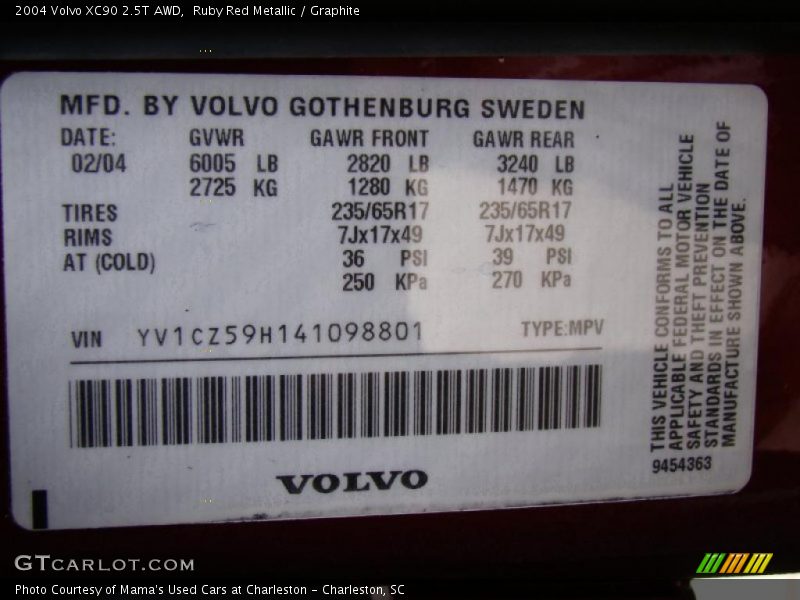 2004 Volvo XC90 2.5T AWD,  Ruby Red Metallic / Graphite
MFD. BY VOLVO GOTHENBURG SWEDEN
DATE: GVWR GAWR FRONT GAWR REAR
02/04 6005 LB 2820 LB 3240 LB
2725 KG 1280 KG 1470 KG
TIRES 235/65R17 235/65R17
RIMS 7Jx17x49 7Jx17x49
AT (COLD) 36 PSI 39 PSI
250 KPa 270 KPa
VIN YV1CZ59H141098801 TYPE:MPV
VOLVO
THIS VEHICLE CONFORMS TO ALL
APPLICABLE FEDERAL MOTOR VEHICLE
SAFETY AND THEFT PREVENTION
STANDARDS IN EFFECT ON THE DATE OF
MANUFACTURE SHOWN ABOVE.
9454363
GTCARLOT.COM
Photo Courtesy of Mama's Used Cars at Charleston - Charleston, SC